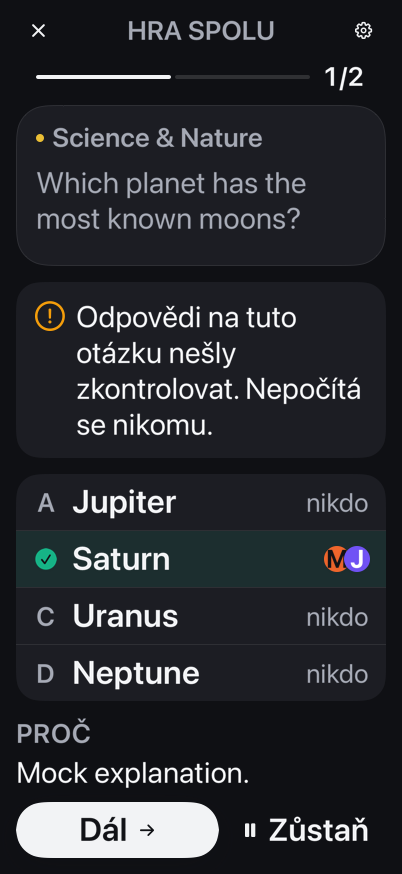 HRA SPOLU
1/2
Science & Nature
Which planet has the
most known moons?
Odpovědi na tuto
otázku nešly
zkontrolovat. Nepočítá
se nikomu.
A Jupiter nikdo
Saturn M J
C Uranus nikdo
D Neptune nikdo
PROČ
Mock explanation.
Dál → Zůstaň